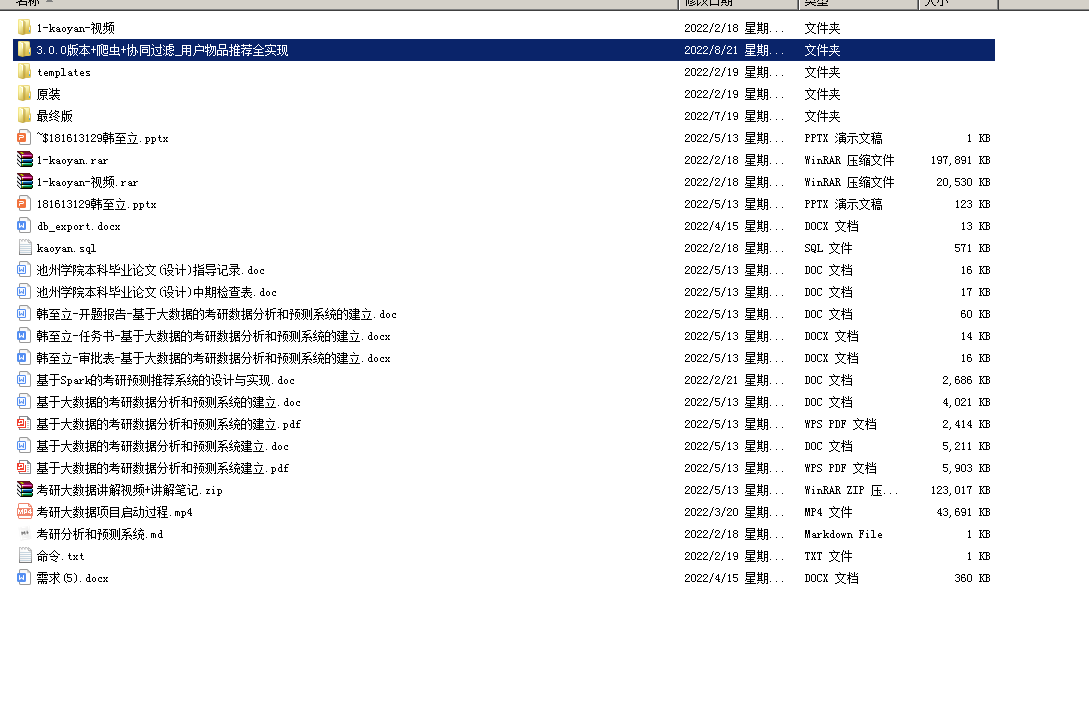 名称 修改日期 类型 大小
1-kaoyan-视频 2022/2/18 星期... 文件夹
3.0.0版本+爬虫+协同过滤_用户物品推荐全实现 2022/8/21 星期... 文件夹
templates 2022/2/19 星期... 文件夹
原装 2022/2/19 星期... 文件夹
最终版 2022/7/19 星期... 文件夹
~$181613129韩至立.pptx 2022/5/13 星期... PPTX 演示文稿 1 KB
1-kaoyan.rar 2022/2/18 星期... WinRAR 压缩文件 197,891 KB
1-kaoyan-视频.rar 2022/2/18 星期... WinRAR 压缩文件 20,530 KB
181613129韩至立.pptx 2022/5/13 星期... PPTX 演示文稿 123 KB
db_export.docx 2022/4/15 星期... DOCX 文档 13 KB
kaoyan.sql 2022/2/18 星期... SQL 文件 571 KB
池州学院本科毕业论文(设计)指导记录.doc 2022/5/13 星期... DOC 文档 16 KB
池州学院本科毕业论文(设计)中期检查表.doc 2022/5/13 星期... DOC 文档 17 KB
韩至立-开题报告-基于大数据的考研数据分析和预测系统的建立.doc 2022/5/13 星期... DOC 文档 60 KB
韩至立-任务书-基于大数据的考研数据分析和预测系统的建立.docx 2022/5/13 星期... DOCX 文档 14 KB
韩至立-审批表-基于大数据的考研数据分析和预测系统的建立.docx 2022/5/13 星期... DOCX 文档 16 KB
基于Spark的考研预测推荐系统的设计与实现.doc 2022/2/21 星期... DOC 文档 2,686 KB
基于大数据的考研数据分析和预测系统的建立.doc 2022/5/13 星期... DOC 文档 4,021 KB
基于大数据的考研数据分析和预测系统的建立.pdf 2022/5/13 星期... WPS PDF 文档 2,414 KB
基于大数据的考研数据分析和预测系统建立.doc 2022/5/13 星期... DOC 文档 5,211 KB
基于大数据的考研数据分析和预测系统建立.pdf 2022/5/13 星期... WPS PDF 文档 5,903 KB
考研大数据讲解视频+讲解笔记.zip 2022/5/13 星期... WinRAR ZIP 压... 123,017 KB
考研大数据项目启动过程.mp4 2022/3/20 星期... MP4 文件 43,691 KB
考研分析和预测系统.md 2022/2/18 星期... Markdown File 1 KB
命令.txt 2022/2/19 星期... TXT 文件 1 KB
需求(5).docx 2022/4/15 星期... DOCX 文档 360 KB